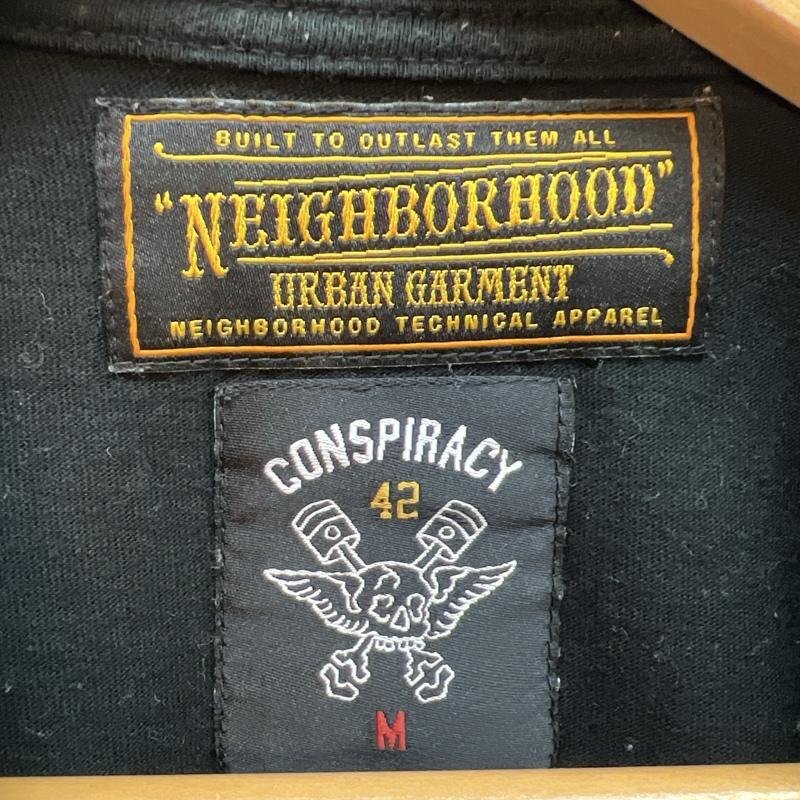 BUILT TO OUTLAST THEM ALL
"NEIGHBORHOOD"
URBAN GARMENT
NEIGHBORHOOD TECHNICAL APPAREL
CONSPIRACY
42
M